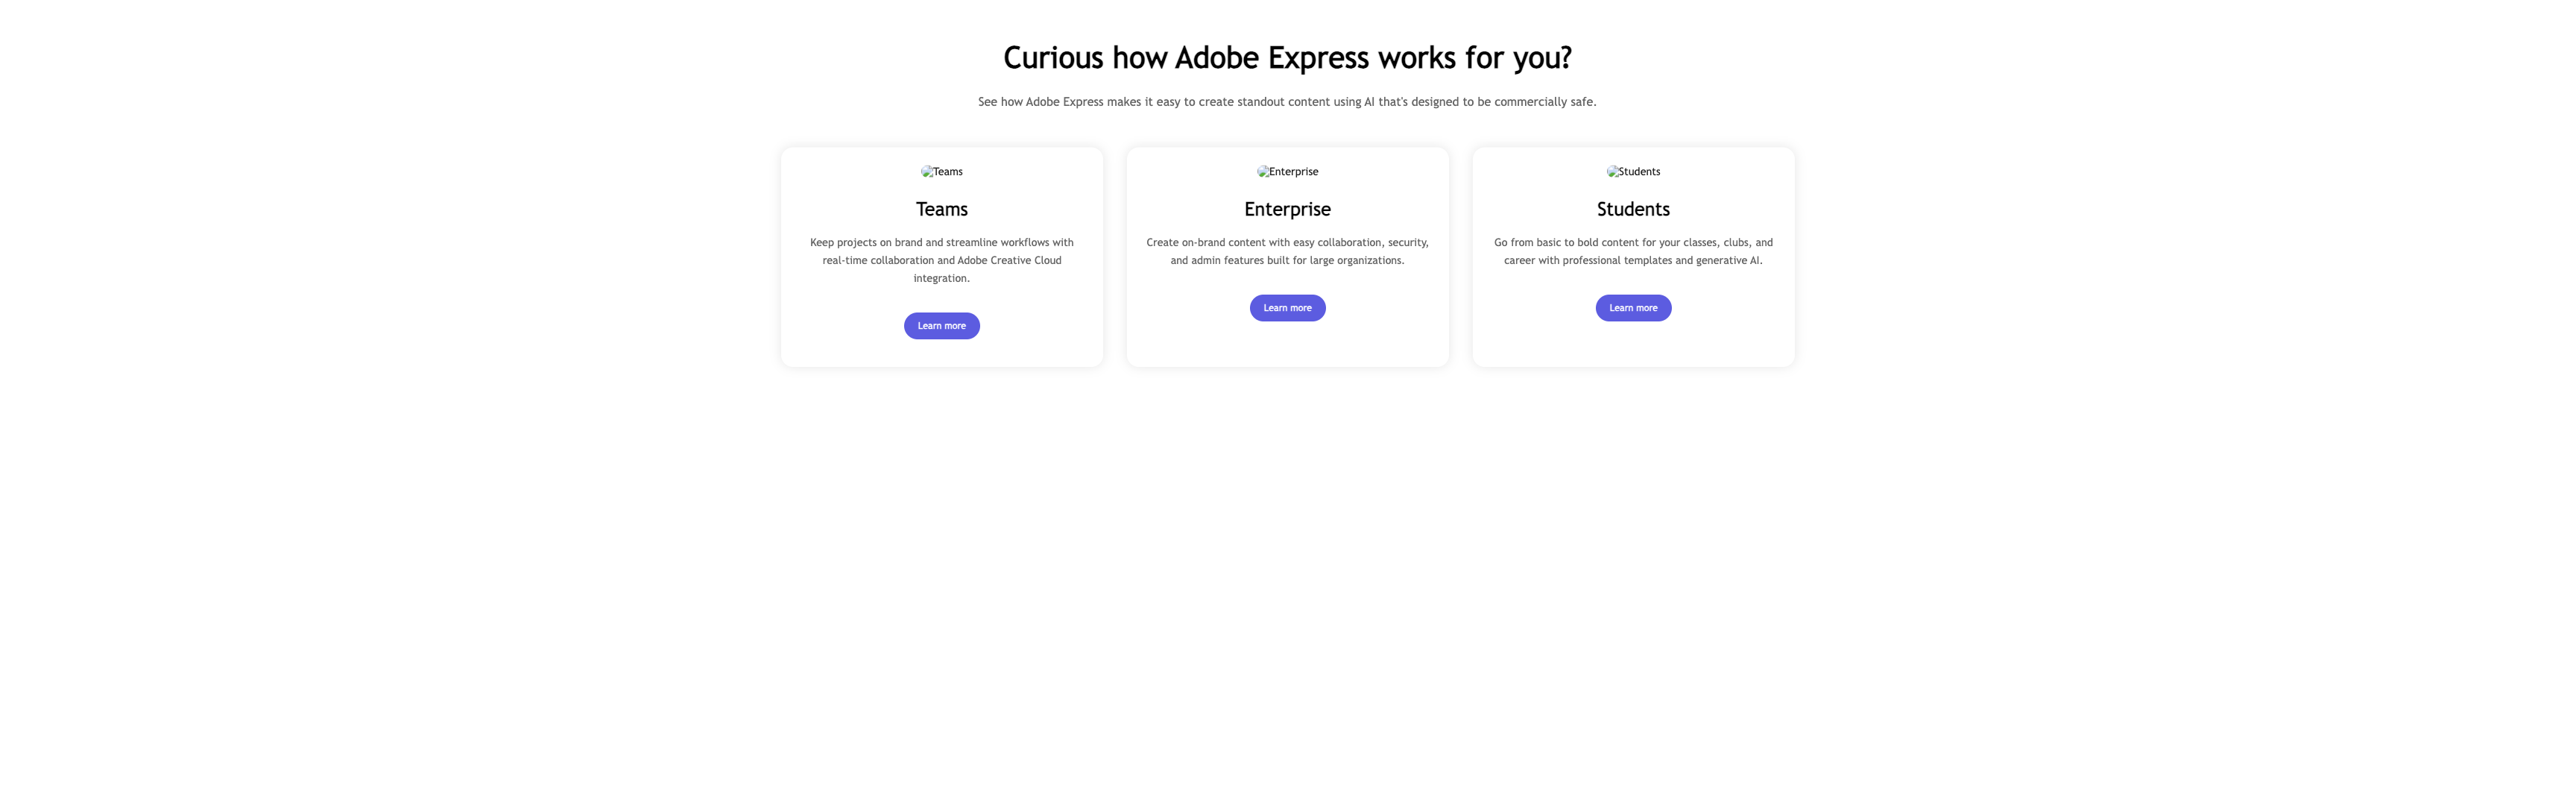 Curious how Adobe Express works for you?
See how Adobe Express makes it easy to create standout content using AI that's designed to be commercially safe.
Teams
Teams
Keep projects on brand and streamline workflows with
real-time collaboration and Adobe Creative Cloud
integration.
Learn more
Enterprise
Enterprise
Create on-brand content with easy collaboration, security,
and admin features built for large organizations.
Learn more
Students
Students
Go from basic to bold content for your classes, clubs, and
career with professional templates and generative AI.
Learn more